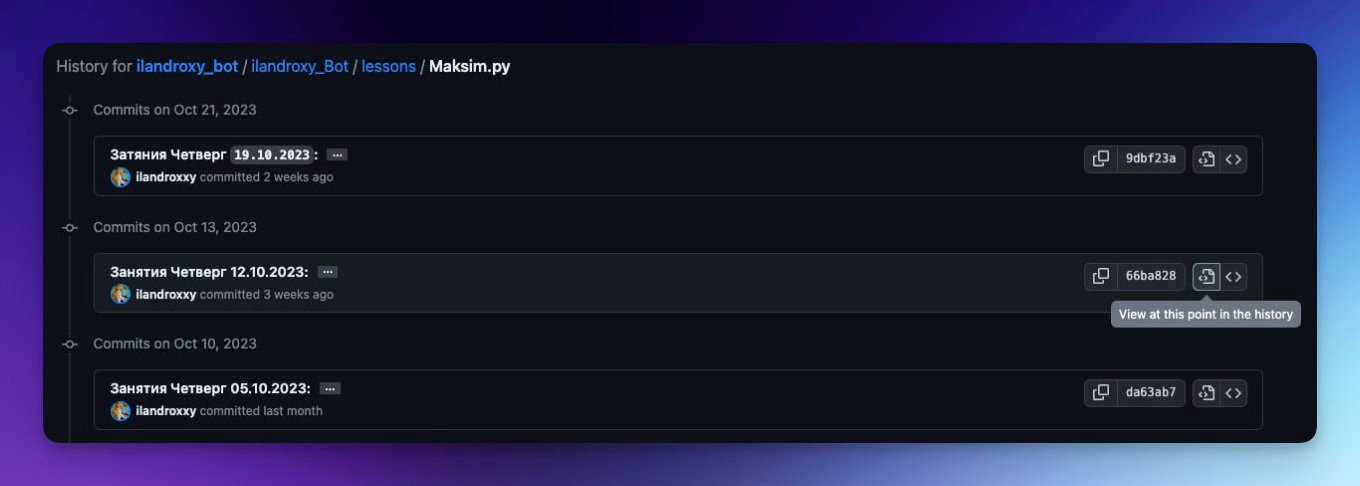 History for ilandroxy_bot / ilandroxy_Bot / lessons / Maksim.py
Commits on Oct 21, 2023
Затяния Четверг 19.10.2023: ...
9dbf23a
ilandroxxy committed 2 weeks ago
Commits on Oct 13, 2023
Занятия Четверг 12.10.2023: ...
66ba828
ilandroxxy committed 3 weeks ago
View at this point in the history
Commits on Oct 10, 2023
Занятия Четверг 05.10.2023: ...
da63ab7
ilandroxxy committed last month